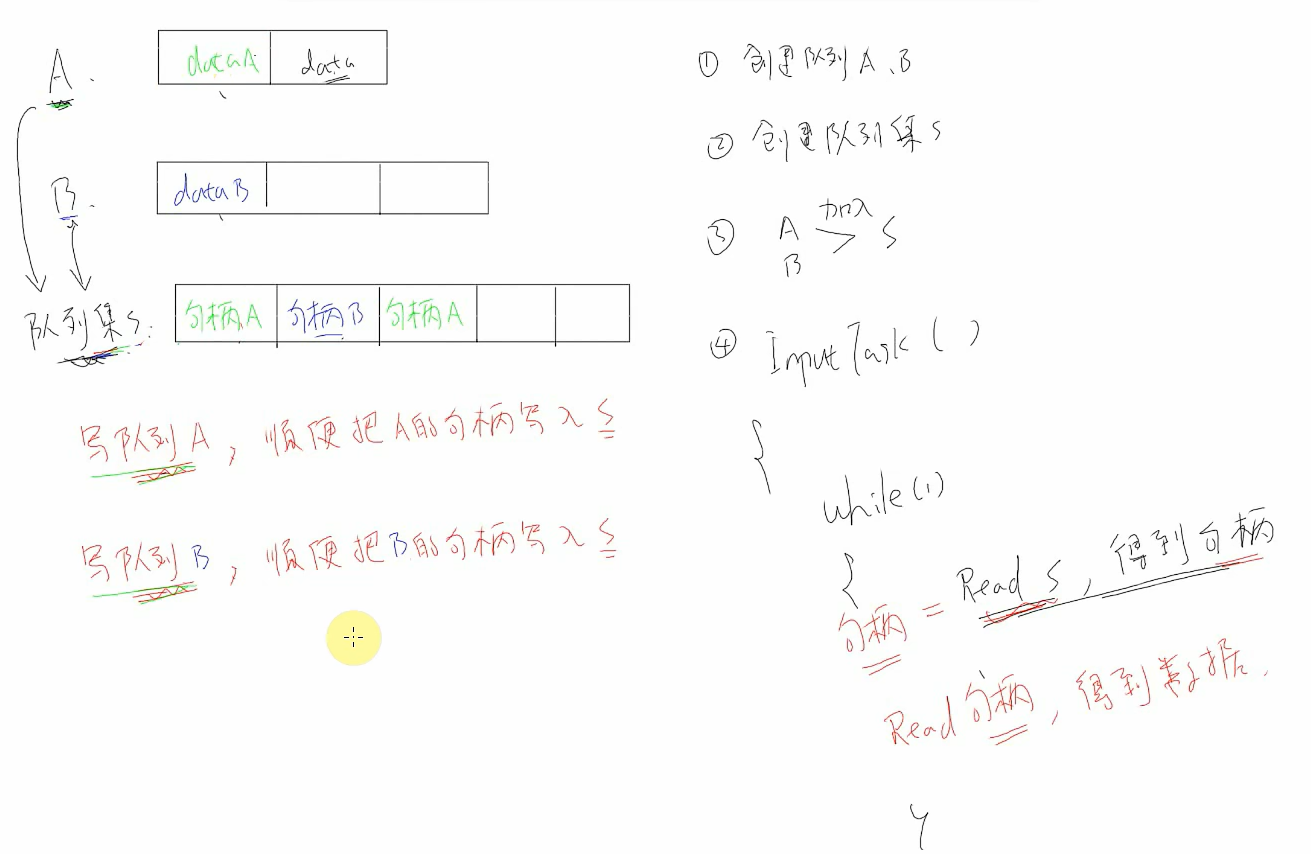 A. dataA data
B. dataB
队列集S: 句柄A 句柄B 句柄A
写队列A, 顺便把A的句柄写入S
写队列B, 顺便把B的句柄写入S
① 创建队列A、B
② 创建队列集S
③ A B 加入 S
④ InputTask()
{
while(1)
{
句柄 = Read S, 得到句柄
Read 句柄, 得到数据.
}